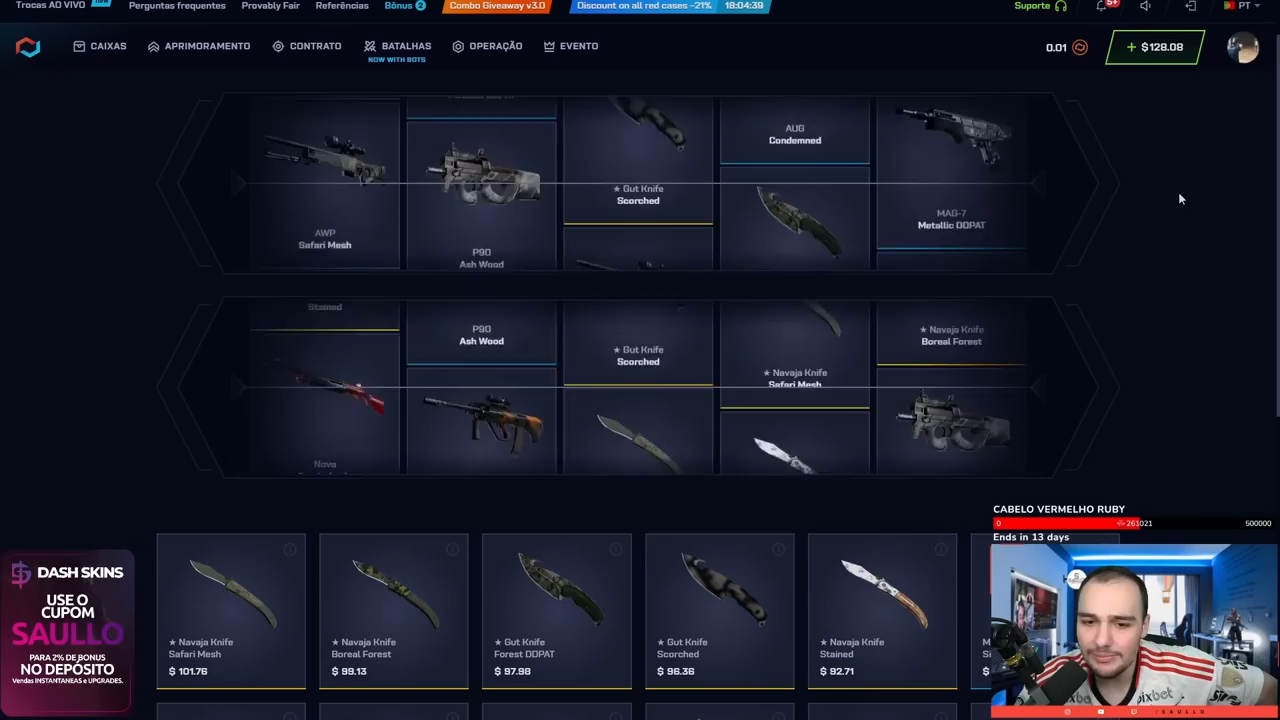 Trocas AO VIVO new Perguntas frequentes Provably Fair Referências Bônus 2 Combo Giveaway v3.0 Discount on all red cases -21% 18:04:39 Suporte 5+ PT
CAIXAS APRIMORAMENTO CONTRATO BATALHAS OPERAÇÃO EVENTO 0.01 + $128.08
NOW WITH BOTS
AUG
Condemned
★ Gut Knife
Scorched
MAG-7
Metallic DDPAT
AWP
Safari Mesh
P90
Ash Wood
Stained
P90
Ash Wood
★ Gut Knife
Scorched
★ Navaja Knife
Safari Mesh
★ Navaja Knife
Boreal Forest
Nova
CABELO VERMELHO RUBY
0 261021 500000
Ends in 13 days
★ Navaja Knife
Safari Mesh
$ 101.76
★ Navaja Knife
Boreal Forest
$ 99.13
★ Gut Knife
Forest DDPAT
$ 97.98
★ Gut Knife
Scorched
$ 96.36
★ Navaja Knife
Stained
$ 92.71
DASH SKINS
USE O
CUPOM
SAULLO
PARA 2% DE BONUS
NO DEPÓSITO
Vendas INSTANTANEAS e UPGRADES.
pixbet
SAULLO